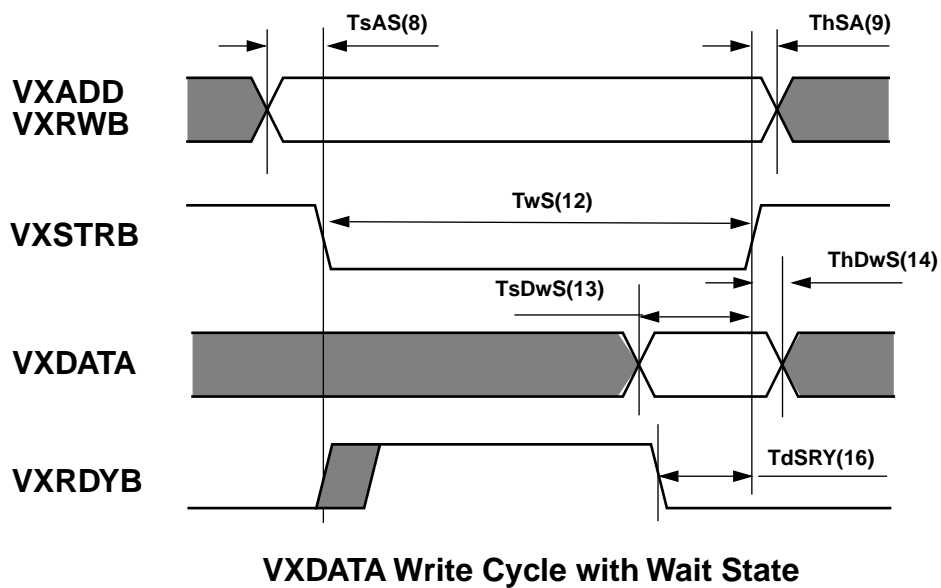 TsAS(8)
ThSA(9)
VXADD
VXRWB
TwS(12)
VXSTRB
ThDwS(14)
TsDwS(13)
VXDATA
TdSRY(16)
VXRDYB
VXDATA Write Cycle with Wait State